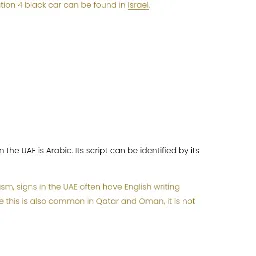 tion 4 black car can be found in Israel.
n the UAE is Arabic. Its script can be identified by its
sm, signs in the UAE often have English writing
e this is also common in Qatar and Oman, it is not